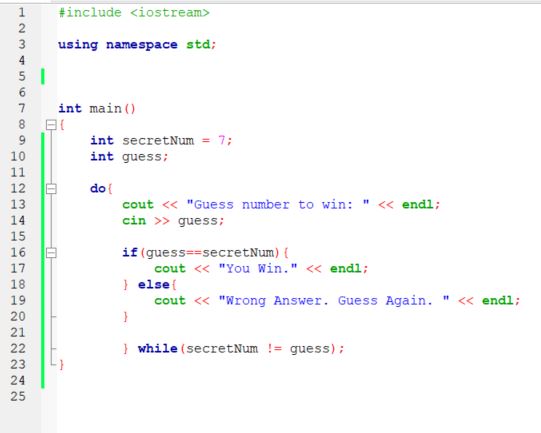 1 #include <iostream>
2
3 using namespace std;
4
5
6
7 int main()
8 {
9 int secretNum = 7;
10 int guess;
11
12 do{
13 cout << "Guess number to win: " << endl;
14 cin >> guess;
15
16 if(guess==secretNum){
17 cout << "You Win." << endl;
18 } else{
19 cout << "Wrong Answer. Guess Again. " << endl;
20 }
21
22 } while(secretNum != guess);
23 }
24
25